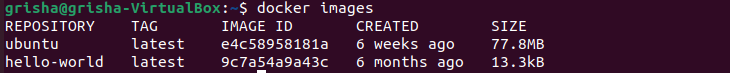 grisha@grisha-VirtualBox:~$ docker images
REPOSITORY TAG IMAGE ID CREATED SIZE
ubuntu latest e4c58958181a 6 weeks ago 77.8MB
hello-world latest 9c7a54a9a43c 6 months ago 13.3kB